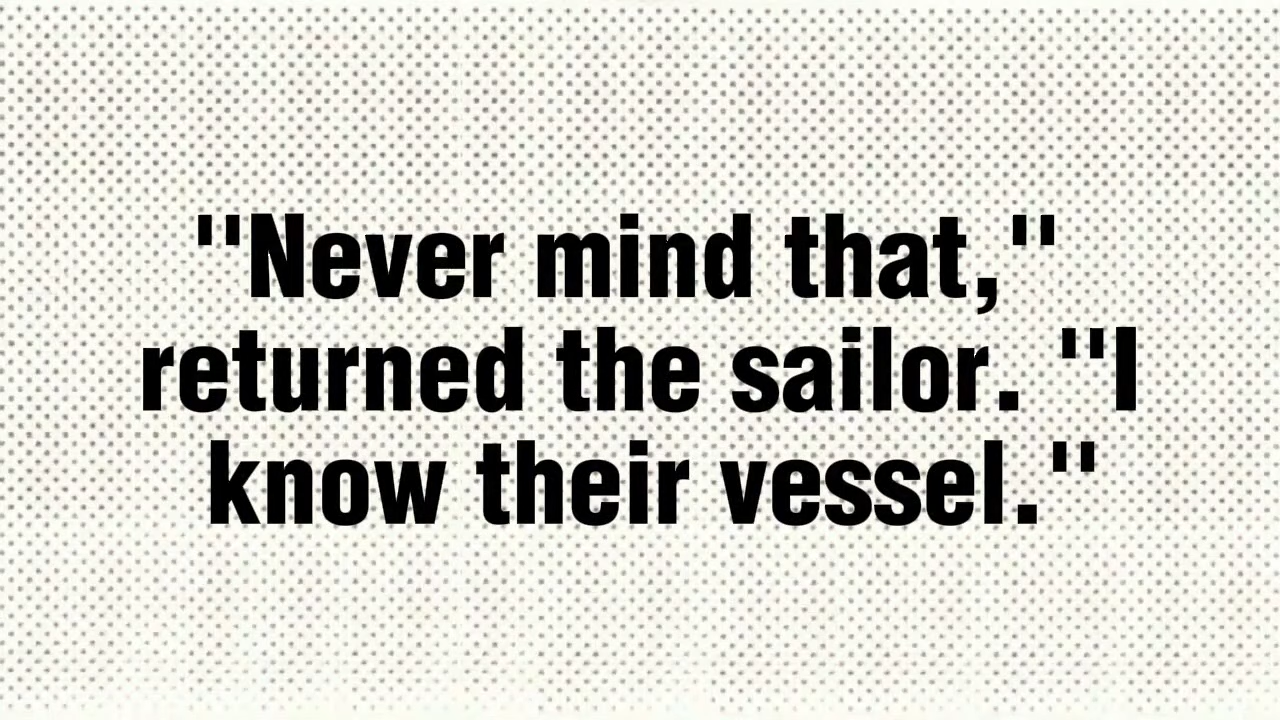 "Never mind that,"
returned the sailor. "I
know their vessel."